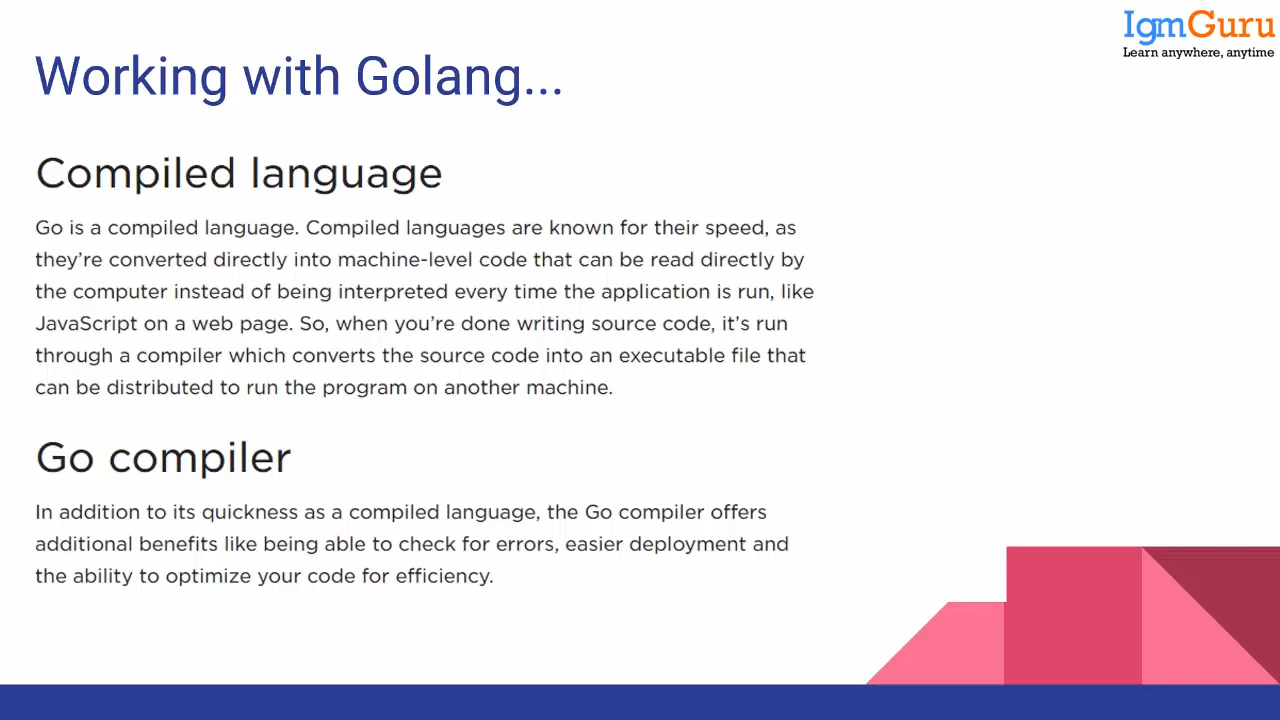 IgmGuru
Learn anywhere, anytime
Working with Golang...
Compiled language
Go is a compiled language. Compiled languages are known for their speed, as
they’re converted directly into machine-level code that can be read directly by
the computer instead of being interpreted every time the application is run, like
JavaScript on a web page. So, when you’re done writing source code, it’s run
through a compiler which converts the source code into an executable file that
can be distributed to run the program on another machine.
Go compiler
In addition to its quickness as a compiled language, the Go compiler offers
additional benefits like being able to check for errors, easier deployment and
the ability to optimize your code for efficiency.